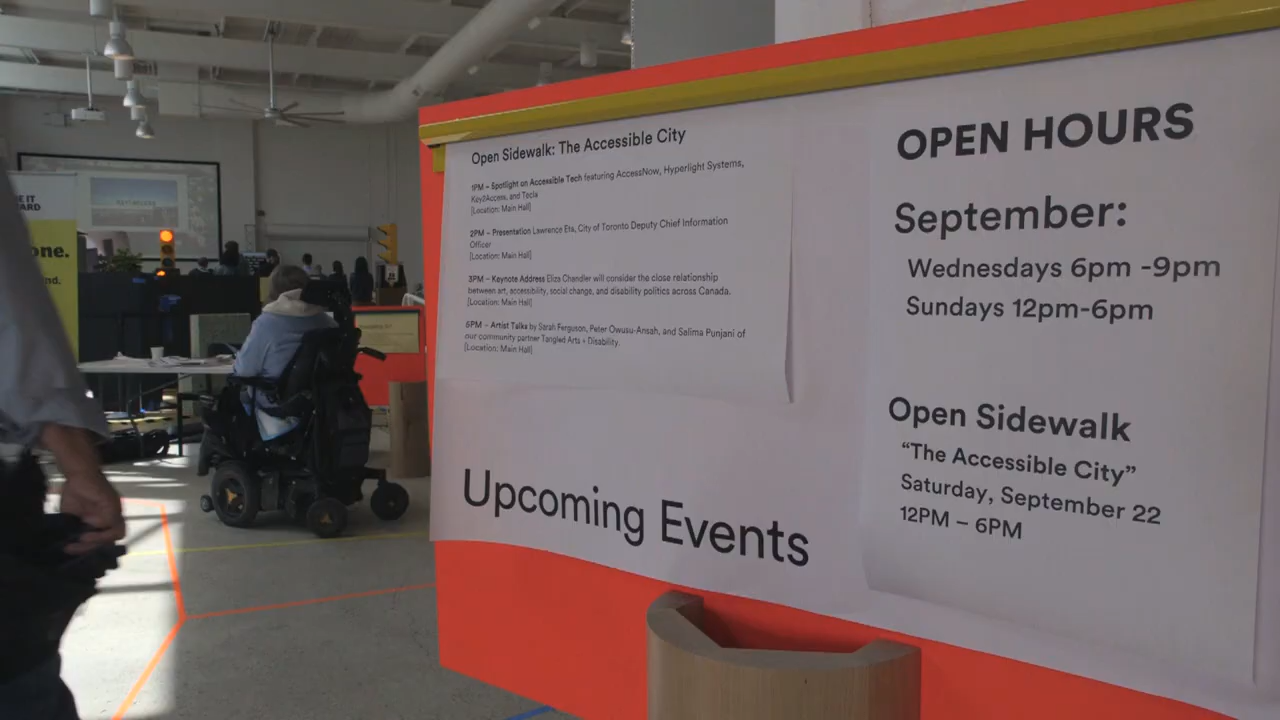 one.
Open Sidewalk: The Accessible City
1PM – Spotlight on Accessible Tech featuring AccessNow, Hyperlight Systems,
Key2Access, and Tecla
[Location: Main Hall]
2PM – Presentation Lawrence Eta, City of Toronto Deputy Chief Information
Officer
[Location: Main Hall]
3PM – Keynote Address Eliza Chandler will consider the close relationship
between art, accessibility, social change, and disability politics across Canada.
[Location: Main Hall]
6PM – Artist Talks by Sarah Ferguson, Peter Owusu-Ansah, and Salima Punjani of
our community partner Tangled Arts + Disability.
[Location: Main Hall]
Upcoming Events
OPEN HOURS
September:
Wednesdays 6pm -9pm
Sundays 12pm-6pm
Open Sidewalk
“The Accessible City”
Saturday, September 22
12PM – 6PM